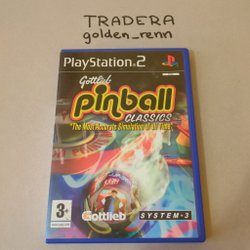 TRADERA
golden_renn
PlayStation 2
Gottlieb
pinball
CLASSICS
"The Most Accurate Simulation of all Time"
3+
Gottlieb
SYSTEM-3